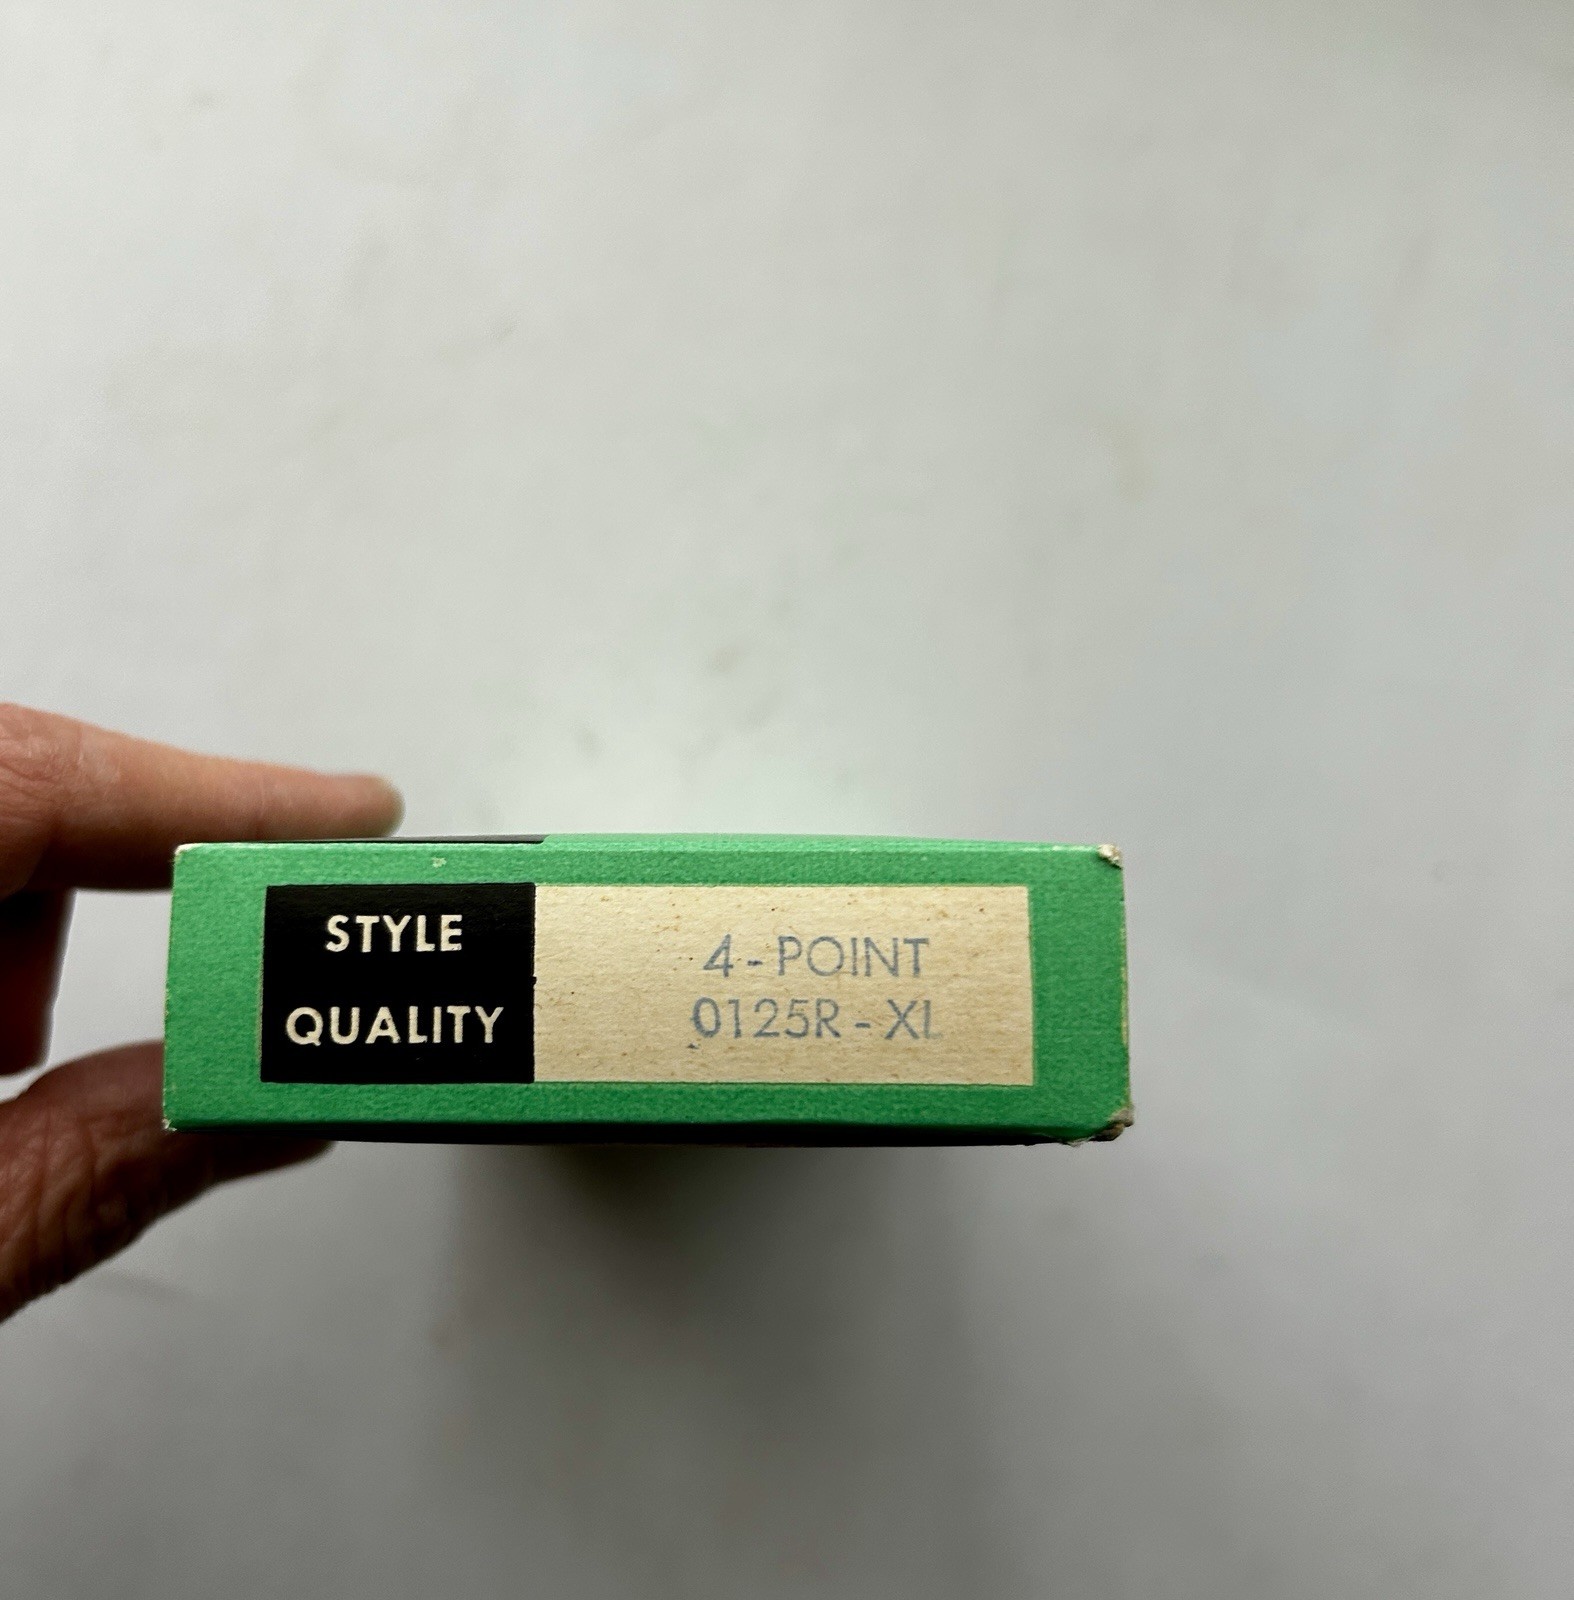 STYLE
QUALITY
4-POINT
0125R-XL